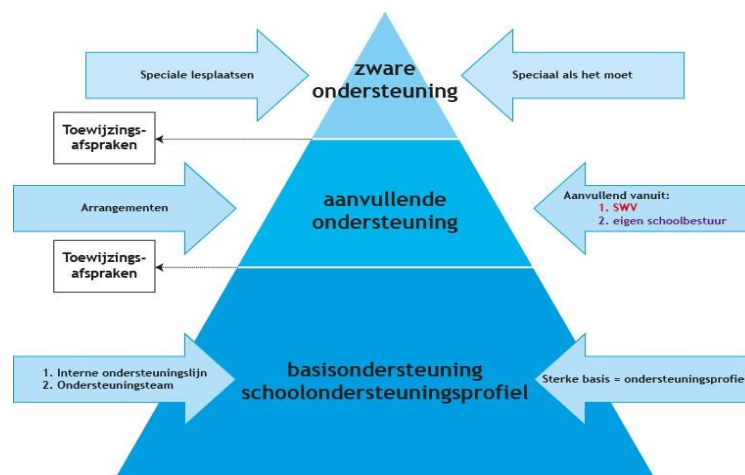 Speciale lesplaatsen
zware
ondersteuning
Speciaal als het moet
Toewijzings-
afspraken
Arrangementen
aanvullende
ondersteuning
Aanvullend vanuit:
1. SWV
2. eigen schoolbestuur
Toewijzings-
afspraken
1. Interne ondersteuningslijn
2. Ondersteuningsteam
basisondersteuning
schoolondersteuningsprofiel
Sterke basis = ondersteuningsprofiel